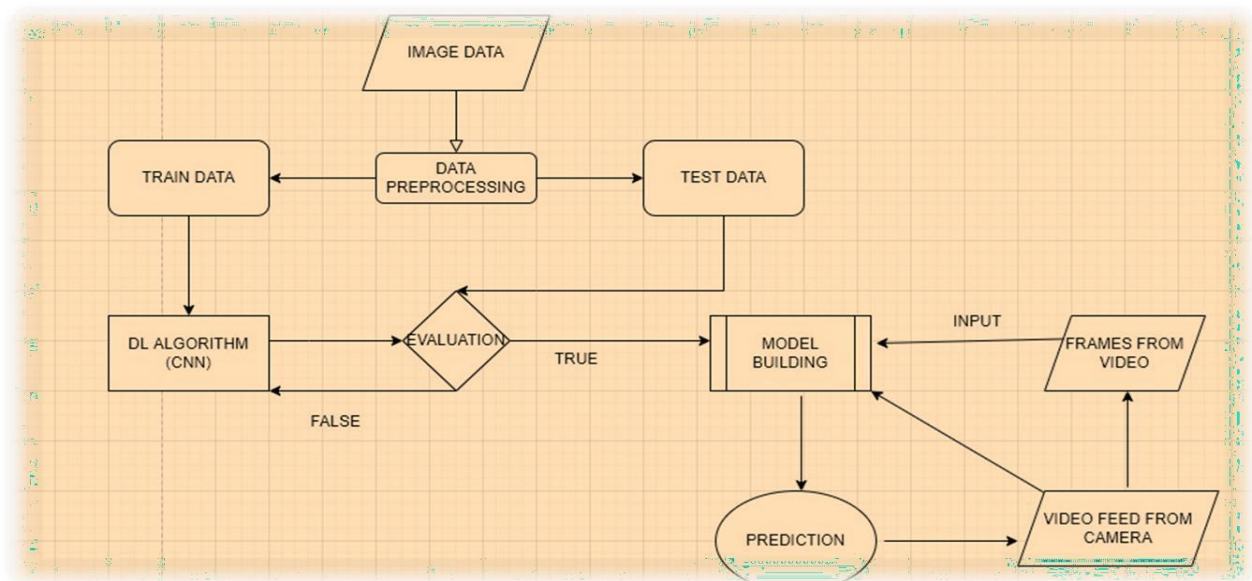 IMAGE DATA
DATA
PREPROCESSING
TRAIN DATA
TEST DATA
DL ALGORITHM
(CNN)
EVALUATION
TRUE
FALSE
MODEL
BUILDING
INPUT
FRAMES FROM
VIDEO
PREDICTION
VIDEO FEED FROM
CAMERA